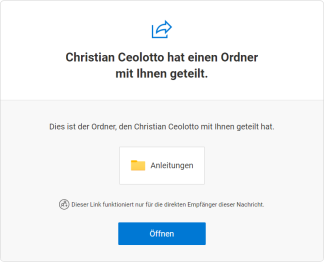 Christian Ceolotto hat einen Ordner
mit Ihnen geteilt.
Dies ist der Ordner, den Christian Ceolotto mit Ihnen geteilt hat.
Anleitungen
Dieser Link funktioniert nur für die direkten Empfänger dieser Nachricht.
Öffnen